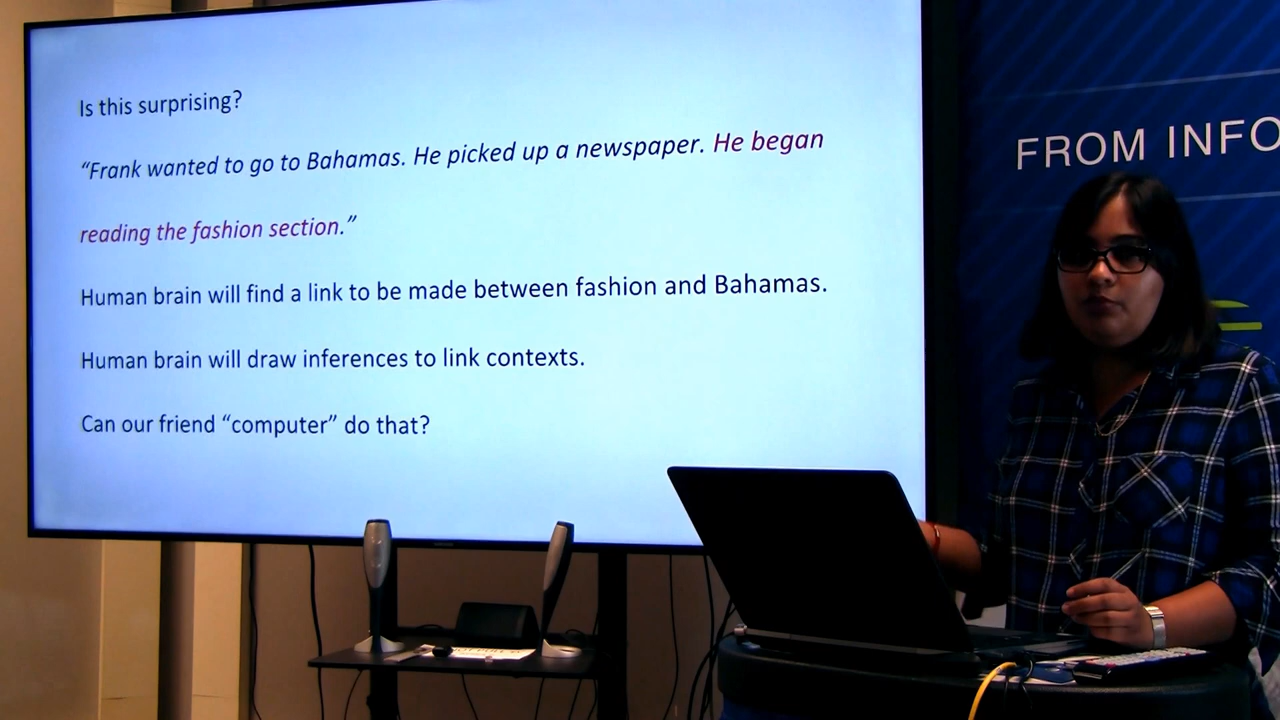 Is this surprising?
“Frank wanted to go to Bahamas. He picked up a newspaper. He began
reading the fashion section.”
Human brain will find a link to be made between fashion and Bahamas.
Human brain will draw inferences to link contexts.
Can our friend “computer” do that?
FROM INFO